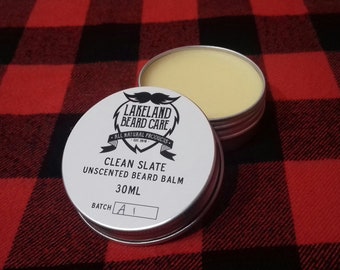 LAKELAND
BEARD CARE
ALL NATURAL PRODUCTS
CLEAN SLATE
UNSCENTED BEARD BALM
30ML
BATCH A1